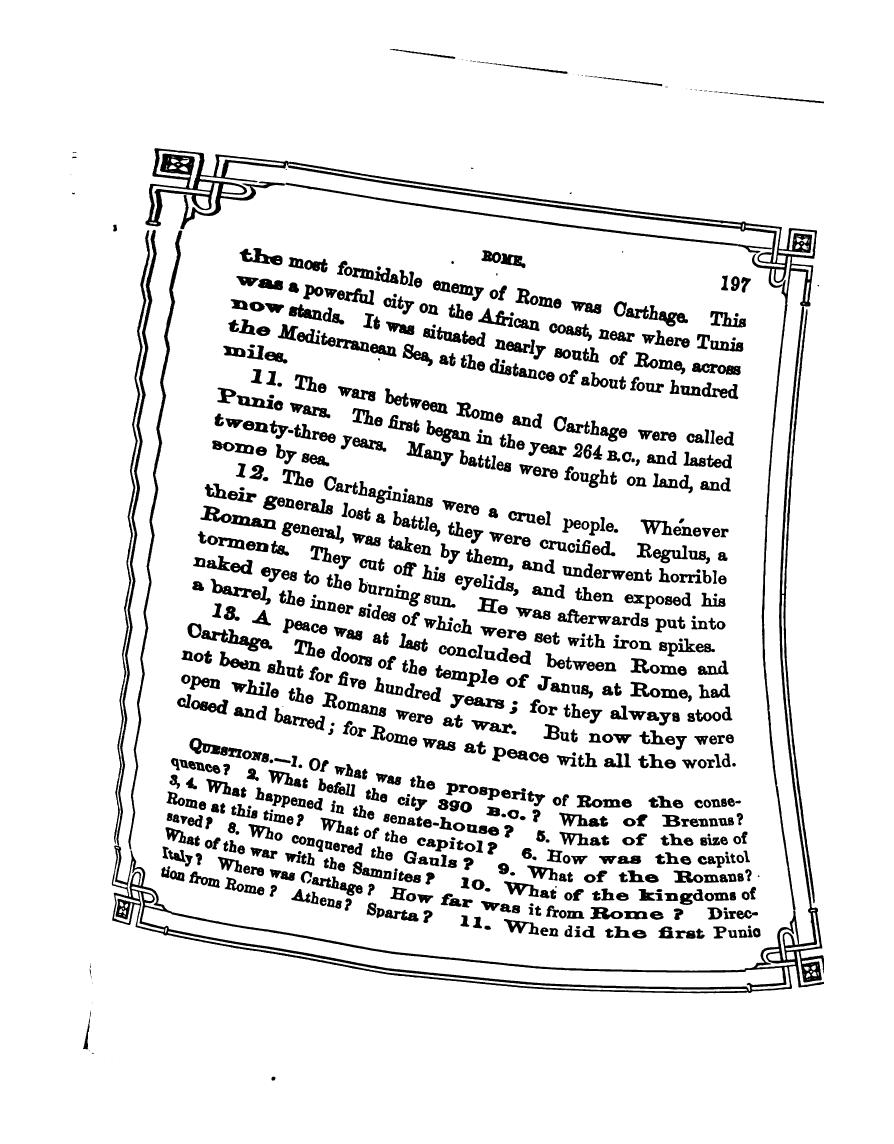 ROME.
197
the most formidable enemy of Rome was Carthage. This
was a powerful city on the African coast, near where Tunis
now stands. It was situated nearly south of Rome, across
the Mediterranean Sea, at the distance of about four hundred
miles.
11. The wars between Rome and Carthage were called
Punic wars. The first began in the year 264 B.C., and lasted
twenty-three years. Many battles were fought on land, and
some by sea.
12. The Carthaginians were a cruel people. Whenever
their generals lost a battle, they were crucified. Regulus, a
Roman general, was taken by them, and underwent horrible
torments. They cut off his eyelids, and then exposed his
naked eyes to the burning sun. He was afterwards put into
a barrel, the inner sides of which were set with iron spikes.
13. A peace was at last concluded between Rome and
Carthage. The doors of the temple of Janus, at Rome, had
not been shut for five hundred years; for they always stood
open while the Romans were at war. But now they were
closed and barred; for Rome was at peace with all the world.
QUESTIONS.—1. Of what was the prosperity of Rome the conse-
quence? 2. What befell the city 390 B.C.? What of Brennus?
3, 4. What happened in the senate-house? 5. What of the size of
Rome at this time? What of the capitol? 6. How was the capitol
saved? 8. Who conquered the Gauls? 9. What of the Romans?
What of the war with the Samnites? 10. What of the kingdoms of
Italy? Where was Carthage? How far was it from Rome? Direc-
tion from Rome? Athens? Sparta? 11. When did the first Punic